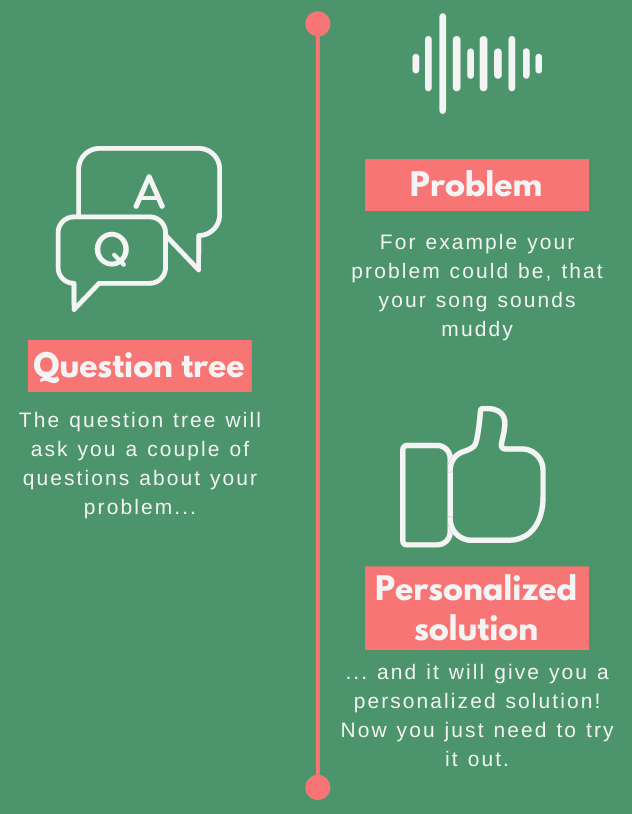 Problem
For example your
problem could be, that
your song sounds
muddy
A
Q
Question tree
The question tree will
ask you a couple of
questions about your
problem...
Personalized
solution
... and it will give you a
personalized solution!
Now you just need to try
it out.